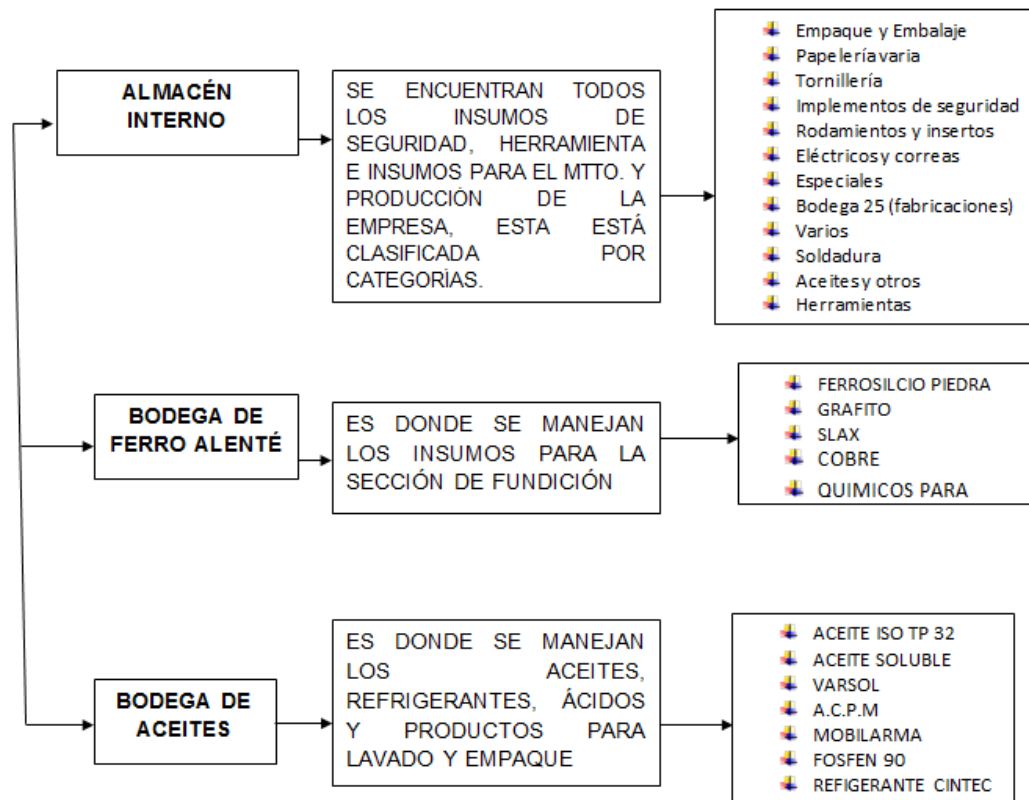 ALMACÉN
INTERNO
SE ENCUENTRAN TODOS
LOS INSUMOS DE
SEGURIDAD, HERRAMIENTA
E INSUMOS PARA EL MTTO. Y
PRODUCCIÓN DE LA
EMPRESA, ESTA ESTÁ
CLASIFICADA POR
CATEGORÍAS.
Empaque y Embalaje
Papelería varia
Tornillería
Implementos de seguridad
Rodamientos y insertos
Eléctricos y correas
Especiales
Bodega 25 (fabricaciones)
Varios
Soldadura
Aceites y otros
Herramientas
BODEGA DE
FERRO ALENTÉ
ES DONDE SE MANEJAN
LOS INSUMOS PARA LA
SECCIÓN DE FUNDICIÓN
FERROSILCIO PIEDRA
GRAFITO
SLAX
COBRE
QUIMICOS PARA
BODEGA DE
ACEITES
ES DONDE SE MANEJAN
LOS ACEITES,
REFRIGERANTES, ÁCIDOS
Y PRODUCTOS PARA
LAVADO Y EMPAQUE
ACEITE ISO TP 32
ACEITE SOLUBLE
VARSOL
A.C.P.M
MOBILARMA
FOSFEN 90
REFIGERANTE CINTEC